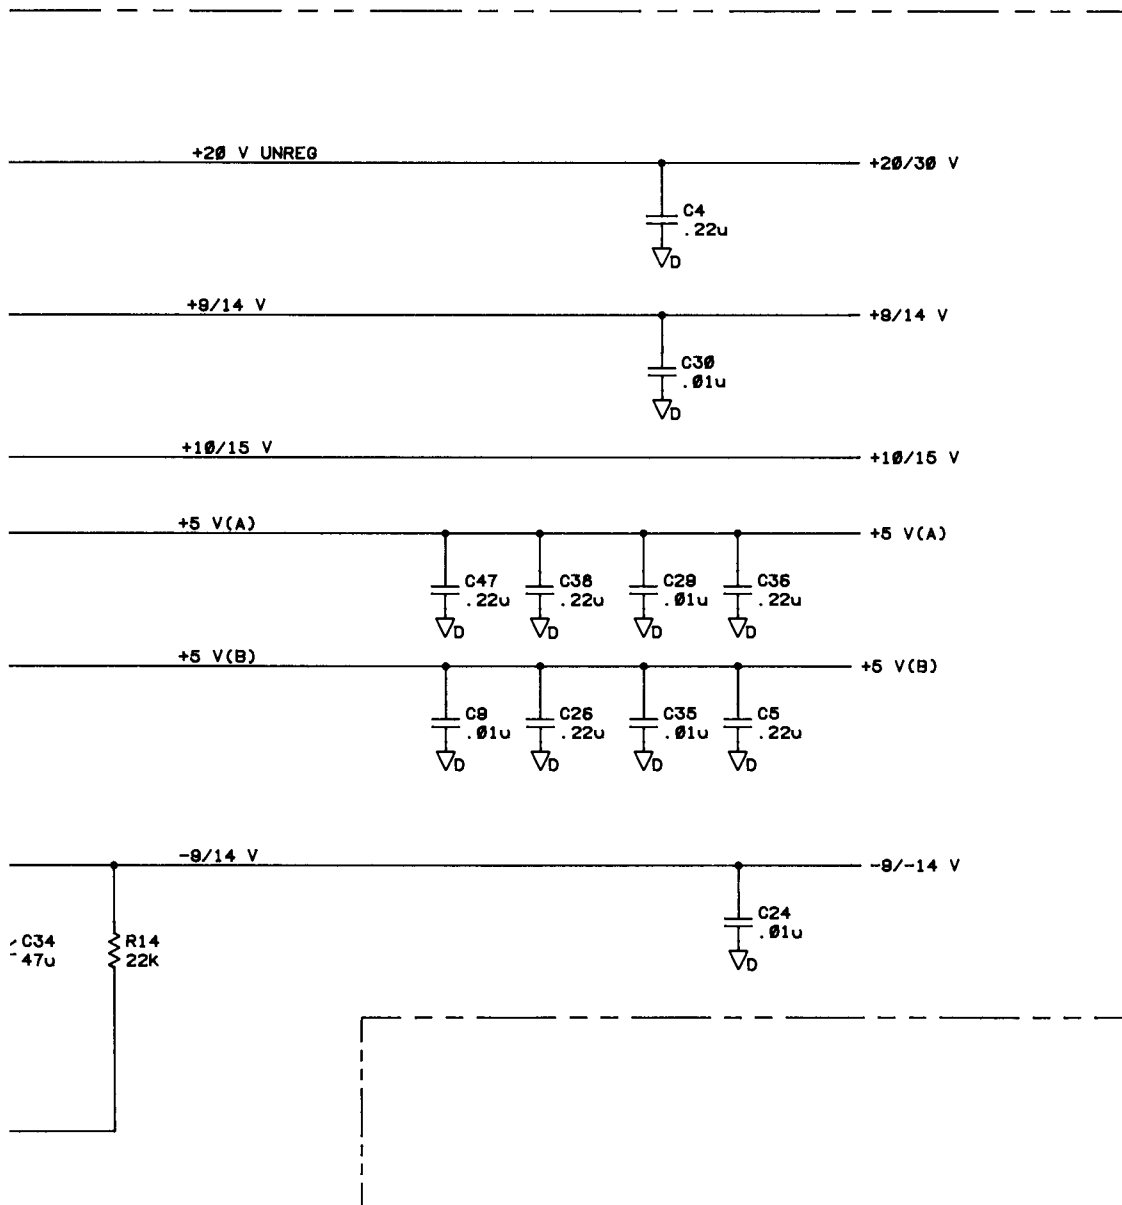 +20 V UNREG
+20/30 V
C4
.22u
D
+9/14 V
+9/14 V
C30
.01u
D
+10/15 V
+10/15 V
+5 V(A)
+5 V(A)
C47
.22u
D
C38
.22u
D
C29
.01u
D
C36
.22u
D
+5 V(B)
+5 V(B)
C9
.01u
D
C26
.22u
D
C35
.01u
D
C5
.22u
D
-9/14 V
-9/-14 V
C34
47u
R14
22K
C24
.01u
D